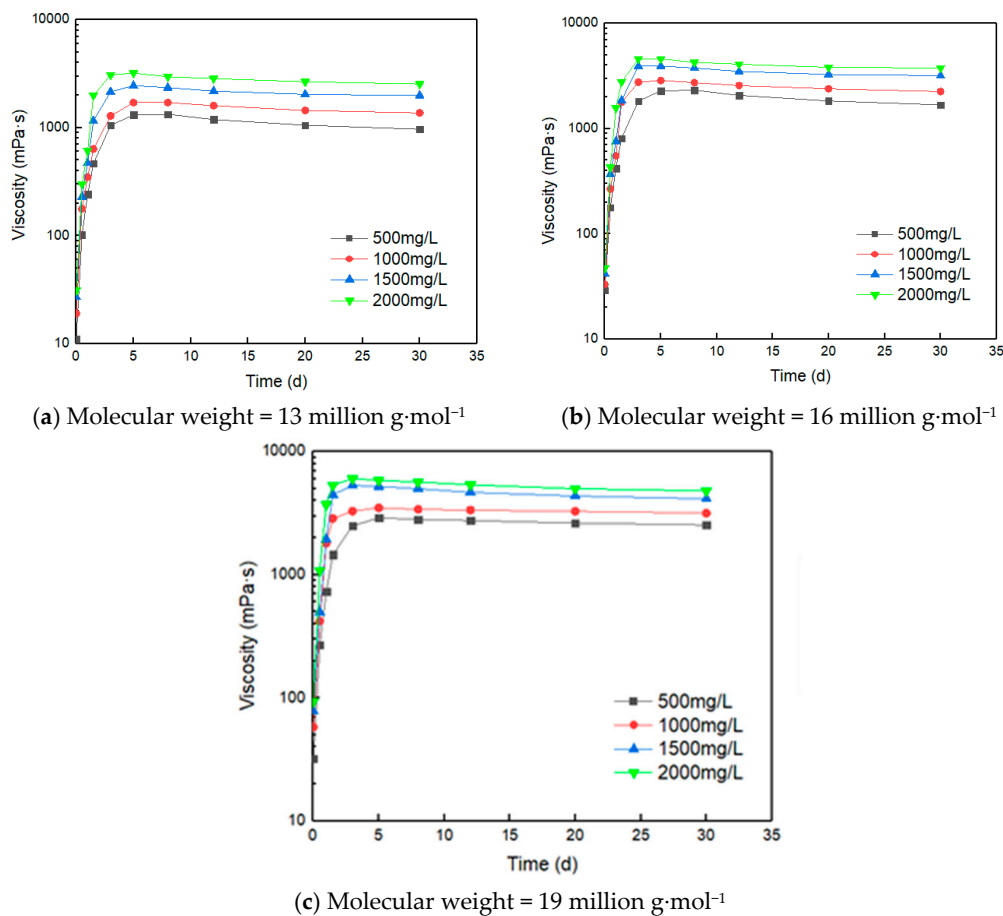 10000
1000
100
10
Viscosity (mPa·s)
500mg/L
1000mg/L
1500mg/L
2000mg/L
0 5 10 15 20 25 30 35
Time (d)
(a) Molecular weight = 13 million g·mol⁻¹
10000
1000
100
10
Viscosity (mPa·s)
500mg/L
1000mg/L
1500mg/L
2000mg/L
0 5 10 15 20 25 30 35
Time (d)
(b) Molecular weight = 16 million g·mol⁻¹
10000
1000
100
10
Viscosity (mPa·s)
500mg/L
1000mg/L
1500mg/L
2000mg/L
0 5 10 15 20 25 30 35
Time (d)
(c) Molecular weight = 19 million g·mol⁻¹